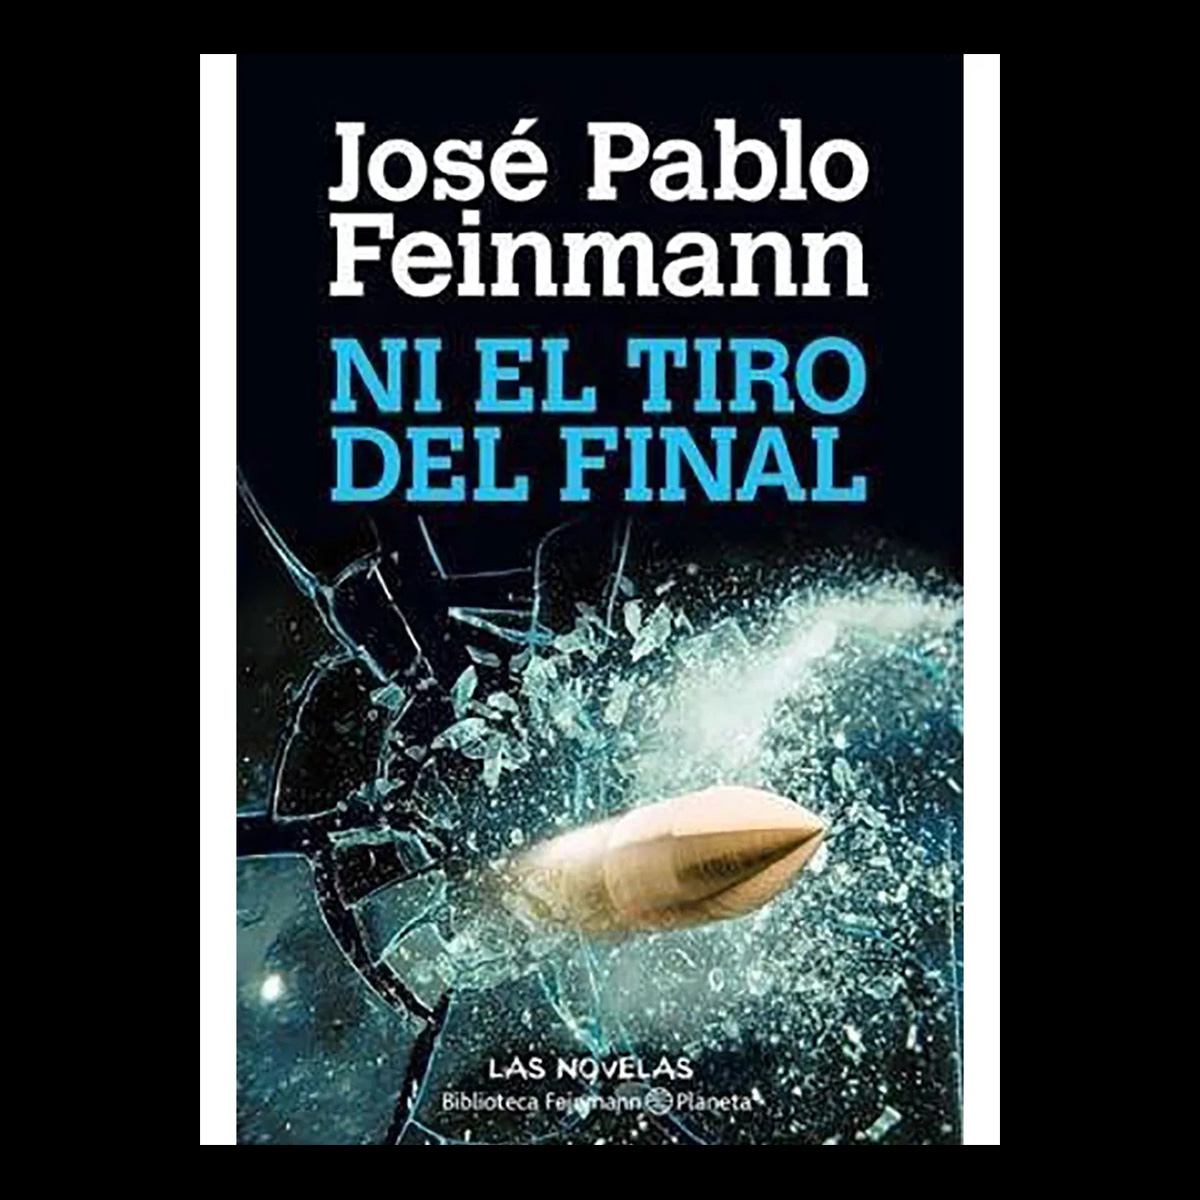 José Pablo
Feinmann
NI EL TIRO
DEL FINAL
LAS NOVELAS
Biblioteca Feinmann Planeta